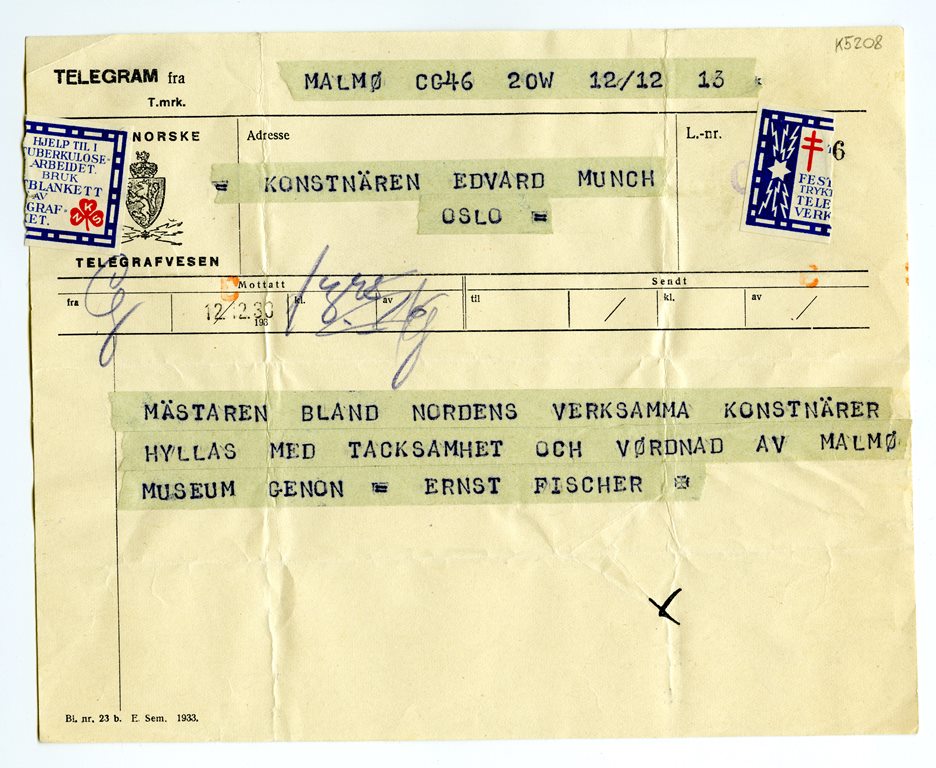 K5208
TELEGRAM fra
MALMØ CG46 20W 12/12 13 K
T.mrk.
NORSKE
TELEGRAFVESEN
HJELP TIL I
TUBERKULOSE-
ARBEIDET.
BRUK
BLANKETT
AV
GRAF-
ET.
N K S
Adresse
= KONSTNÄREN EDVARD MUNCH
OSLO =
L.-nr.
6
FEST
TRYK
TELE
VERK
Mottatt
Sendt
fra
12.12.30
193
kl.
av
til
/
kl.
av
/
MÄSTAREN BLAND NORDENS VERKSAMMA KONSTNÄRER
HYLLAS MED TACKSAMHET OCH VØRDNAD AV MALMØ
MUSEUM GENON = ERNST FISCHER
Bl. nr. 23 b. E. Sem. 1933.